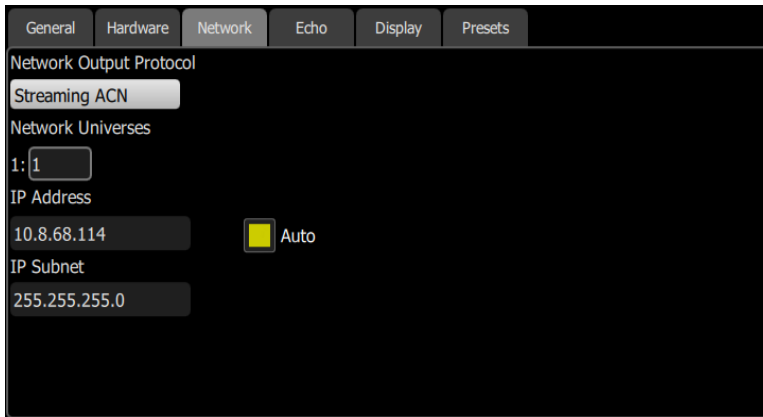 General Hardware Network Echo Display Presets
Network Output Protocol
Streaming ACN
Network Universes
1: 1
IP Address
10.8.68.114 Auto
IP Subnet
255.255.255.0